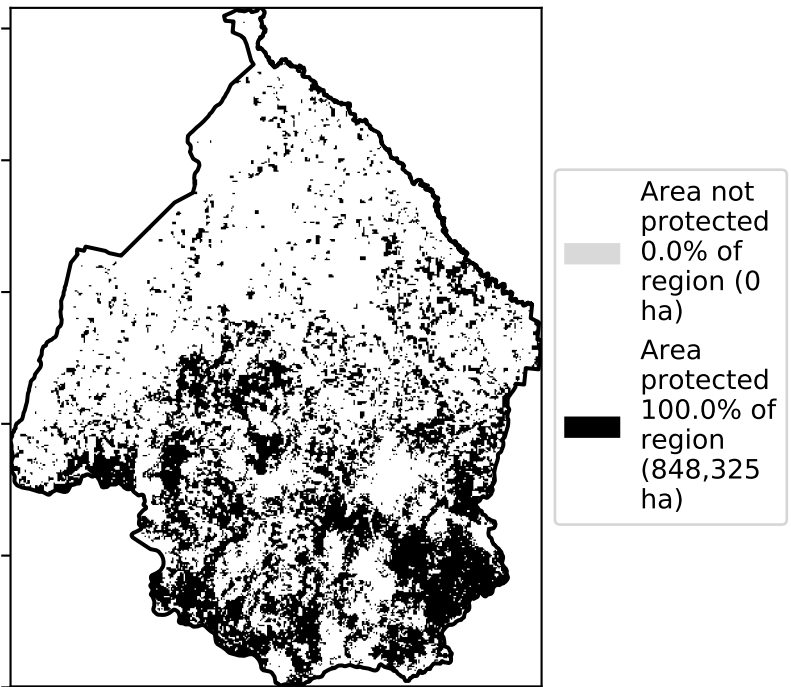 Area not
protected
0.0% of
region (0
ha)
Area
protected
100.0% of
region
(848,325
ha)